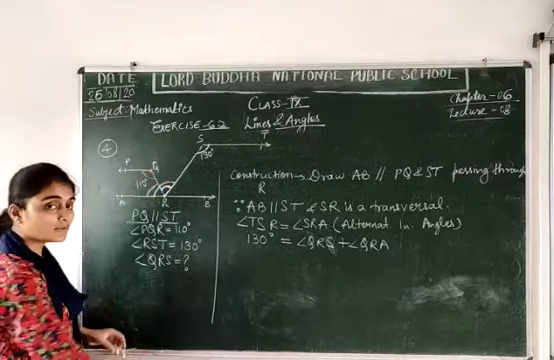 DATE
25/08/20
LORD BUDDHA NATIONAL PUBLIC SCHOOL
Subject: Mathematics
CLASS-IX
Chapter-06
Lecture-08
EXERCISE-6.2
Lines & Angles
4
P
Q
S
T
110°
130°
A
R
B
PQ || ST
∠PQR = 110°
∠RST = 130°
∠QRS = ?
Construction → Draw AB // PQ & ST passing through
R
∵ AB || ST & SR is a transversal.
∠TSR = ∠SRA (Alternat In. Angles)
130° = ∠QRS + ∠QRA